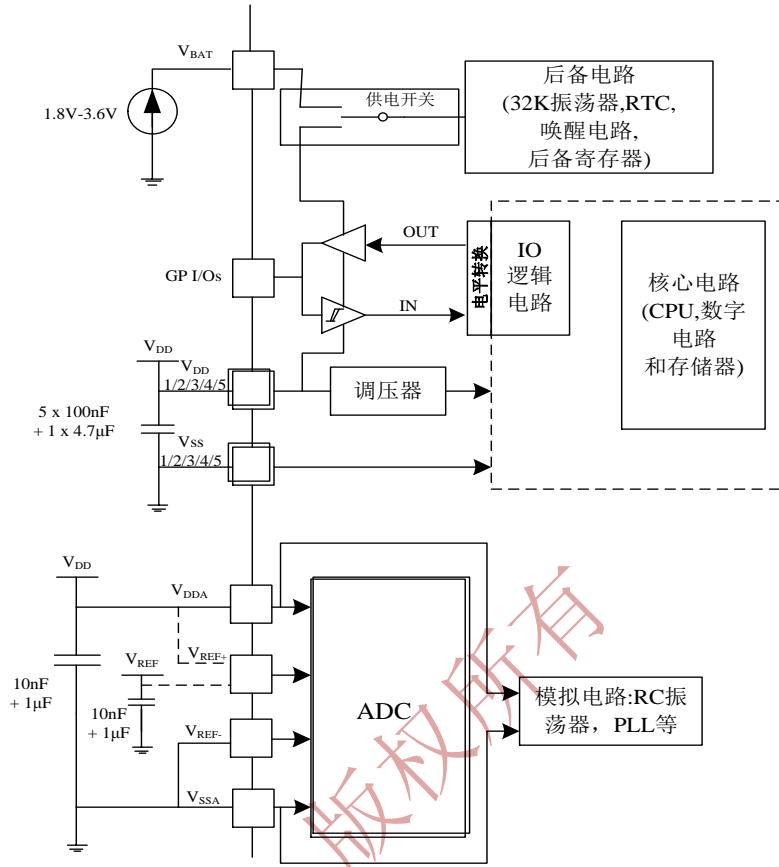 VBAT
1.8V-3.6V
供电开关
后备电路
(32K振荡器,RTC,
唤醒电路,
后备寄存器)
OUT
GP I/Os
IN
电平转换
IO
逻辑
电路
核心电路
(CPU,数字
电路
和存储器)
VDD
VDD
1/2/3/4/5
调压器
5 x 100nF
+ 1 x 4.7μF
VSS
1/2/3/4/5
VDD
VDDA
VREF
VREF+
10nF
+ 1μF
10nF
+ 1μF
ADC
模拟电路:RC振
荡器，PLL等
VREF-
VSSA
版权所有